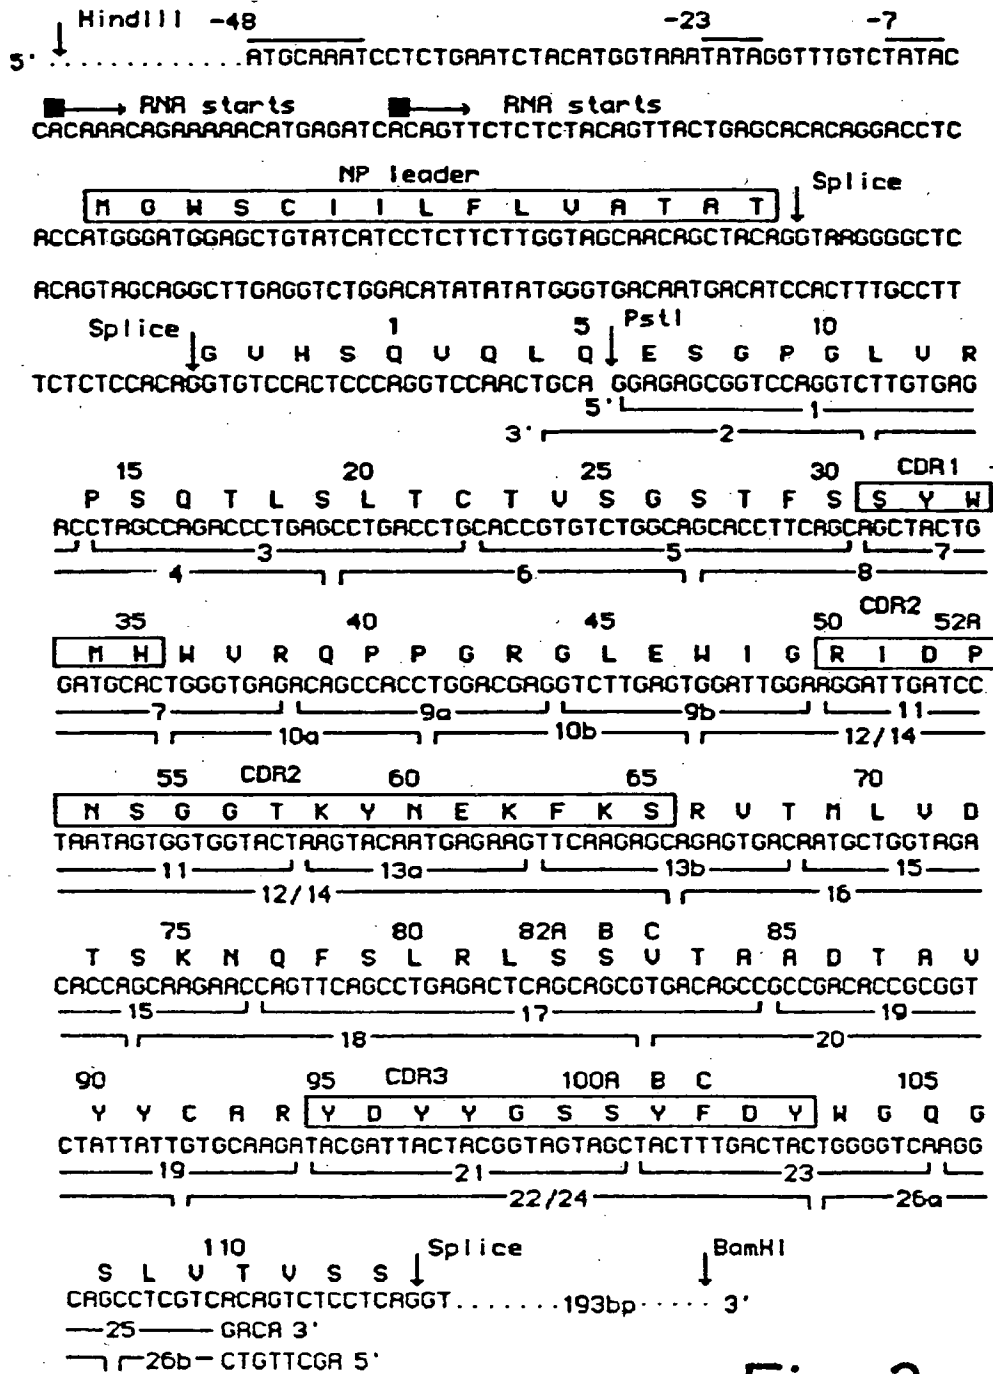 HindIII -48 -23 -7
5' .............ATGCAAATCCTCTGAATCTACATGGTAAATATAGGTTTGTCTATAC
RNA starts RNA starts
CACAAACAGAAAAACATGAGATCACAGTTCTCTCTACAGTTACTGAGCACACAGGACCTC
NP leader
M G W S C I I L F L V A T A T Splice
ACCATGGGATGGAGCTGTATCATCCTCTTCTTGGTAGCAACAGCTACAGGTAAGGGGCTC
ACAGTAGCAGGCTTGAGGTCTGGACATATATATGGGTGACAATGACATCCACTTTGCCTT
Splice 1 5 PstI 10
G V H S Q V Q L Q E S G P G L V R
TCTCTCCACAGGTGTCCACTCCCAGGTCCAACTGCA GGAGAGCGGTCCAGGTCTTGTGAG
5' 1
3' 2
15 20 25 30 CDR1
P S Q T L S L T C T V S G S T F S S Y W
ACCTAGCCAGACCCTGAGCCTGACCTGCACCGTGTCTGGCAGCACCTTCAGCAGCTACTG
3 5 7
4 6 8
35 40 45 50 CDR2 52A
M H W V R Q P P G R G L E W I G R I D P
GATGCACTGGGTGAGACAGCCACCTGGACGAGGTCTTGAGTGGATTGGAAGGATTGATCC
7 9a 9b 11
10a 10b 12/14
55 CDR2 60 65 70
N S G G T K Y N E K F K S R V T M L V D
TAATAGTGGTGGTACTAAGTACAATGAGAAGTTCAAGAGCAGAGTGACAATGCTGGTAGA
11 13a 13b 15
12/14 16
75 80 82A B C 85
T S K N Q F S L R L S S V T A A D T A V
CACCAGCAAGAACCAGTTCAGCCTGAGACTCAGCAGCGTGACAGCCGCCGACACCGCGGT
15 17 19
18 20
90 95 CDR3 100A B C 105
Y Y C A R Y D Y Y G S S Y F D Y W G Q G
CTATTATTGTGCAAGATACGATTACTACGGTAGTAGCTACTTTGACTACTGGGGTCAAGG
19 21 23
22/24 26a
110 Splice BamHI
S L V T V S S
CAGCCTCGTCACAGTCTCCTCAGGT........193bp...... 3'
25 GACA 3'
26b CTGTTCGA 5'